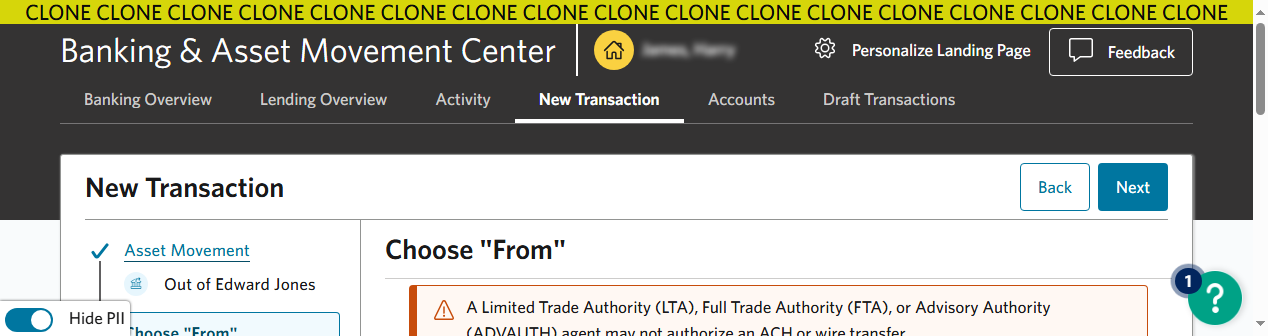 CLONE CLONE CLONE CLONE CLONE CLONE CLONE CLONE CLONE CLONE CLONE CLONE CLONE CLONE CLONE CLONE CLONE
Banking & Asset Movement Center
Personalize Landing Page
Feedback
Banking Overview Lending Overview Activity New Transaction Accounts Draft Transactions
New Transaction
Back Next
Asset Movement
Out of Edward Jones
Choose "From"
Choose "From"
A Limited Trade Authority (LTA), Full Trade Authority (FTA), or Advisory Authority
(ADVAUTH) agent may not authorize an ACH or wire transfer.
1
?
Hide PII